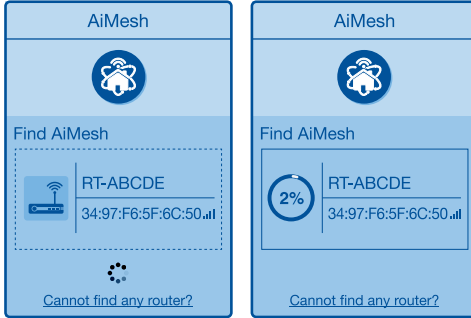 AiMesh
Find AiMesh
RT-ABCDE
34:97:F6:5F:6C:50
Cannot find any router?
AiMesh
Find AiMesh
2%
RT-ABCDE
34:97:F6:5F:6C:50
Cannot find any router?